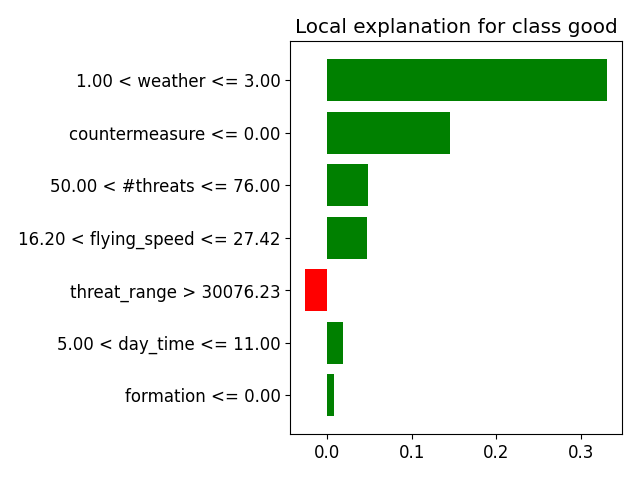 Local explanation for class good
1.00 < weather <= 3.00
countermeasure <= 0.00
50.00 < #threats <= 76.00
16.20 < flying_speed <= 27.42
threat_range > 30076.23
5.00 < day_time <= 11.00
formation <= 0.00
0.0 0.1 0.2 0.3